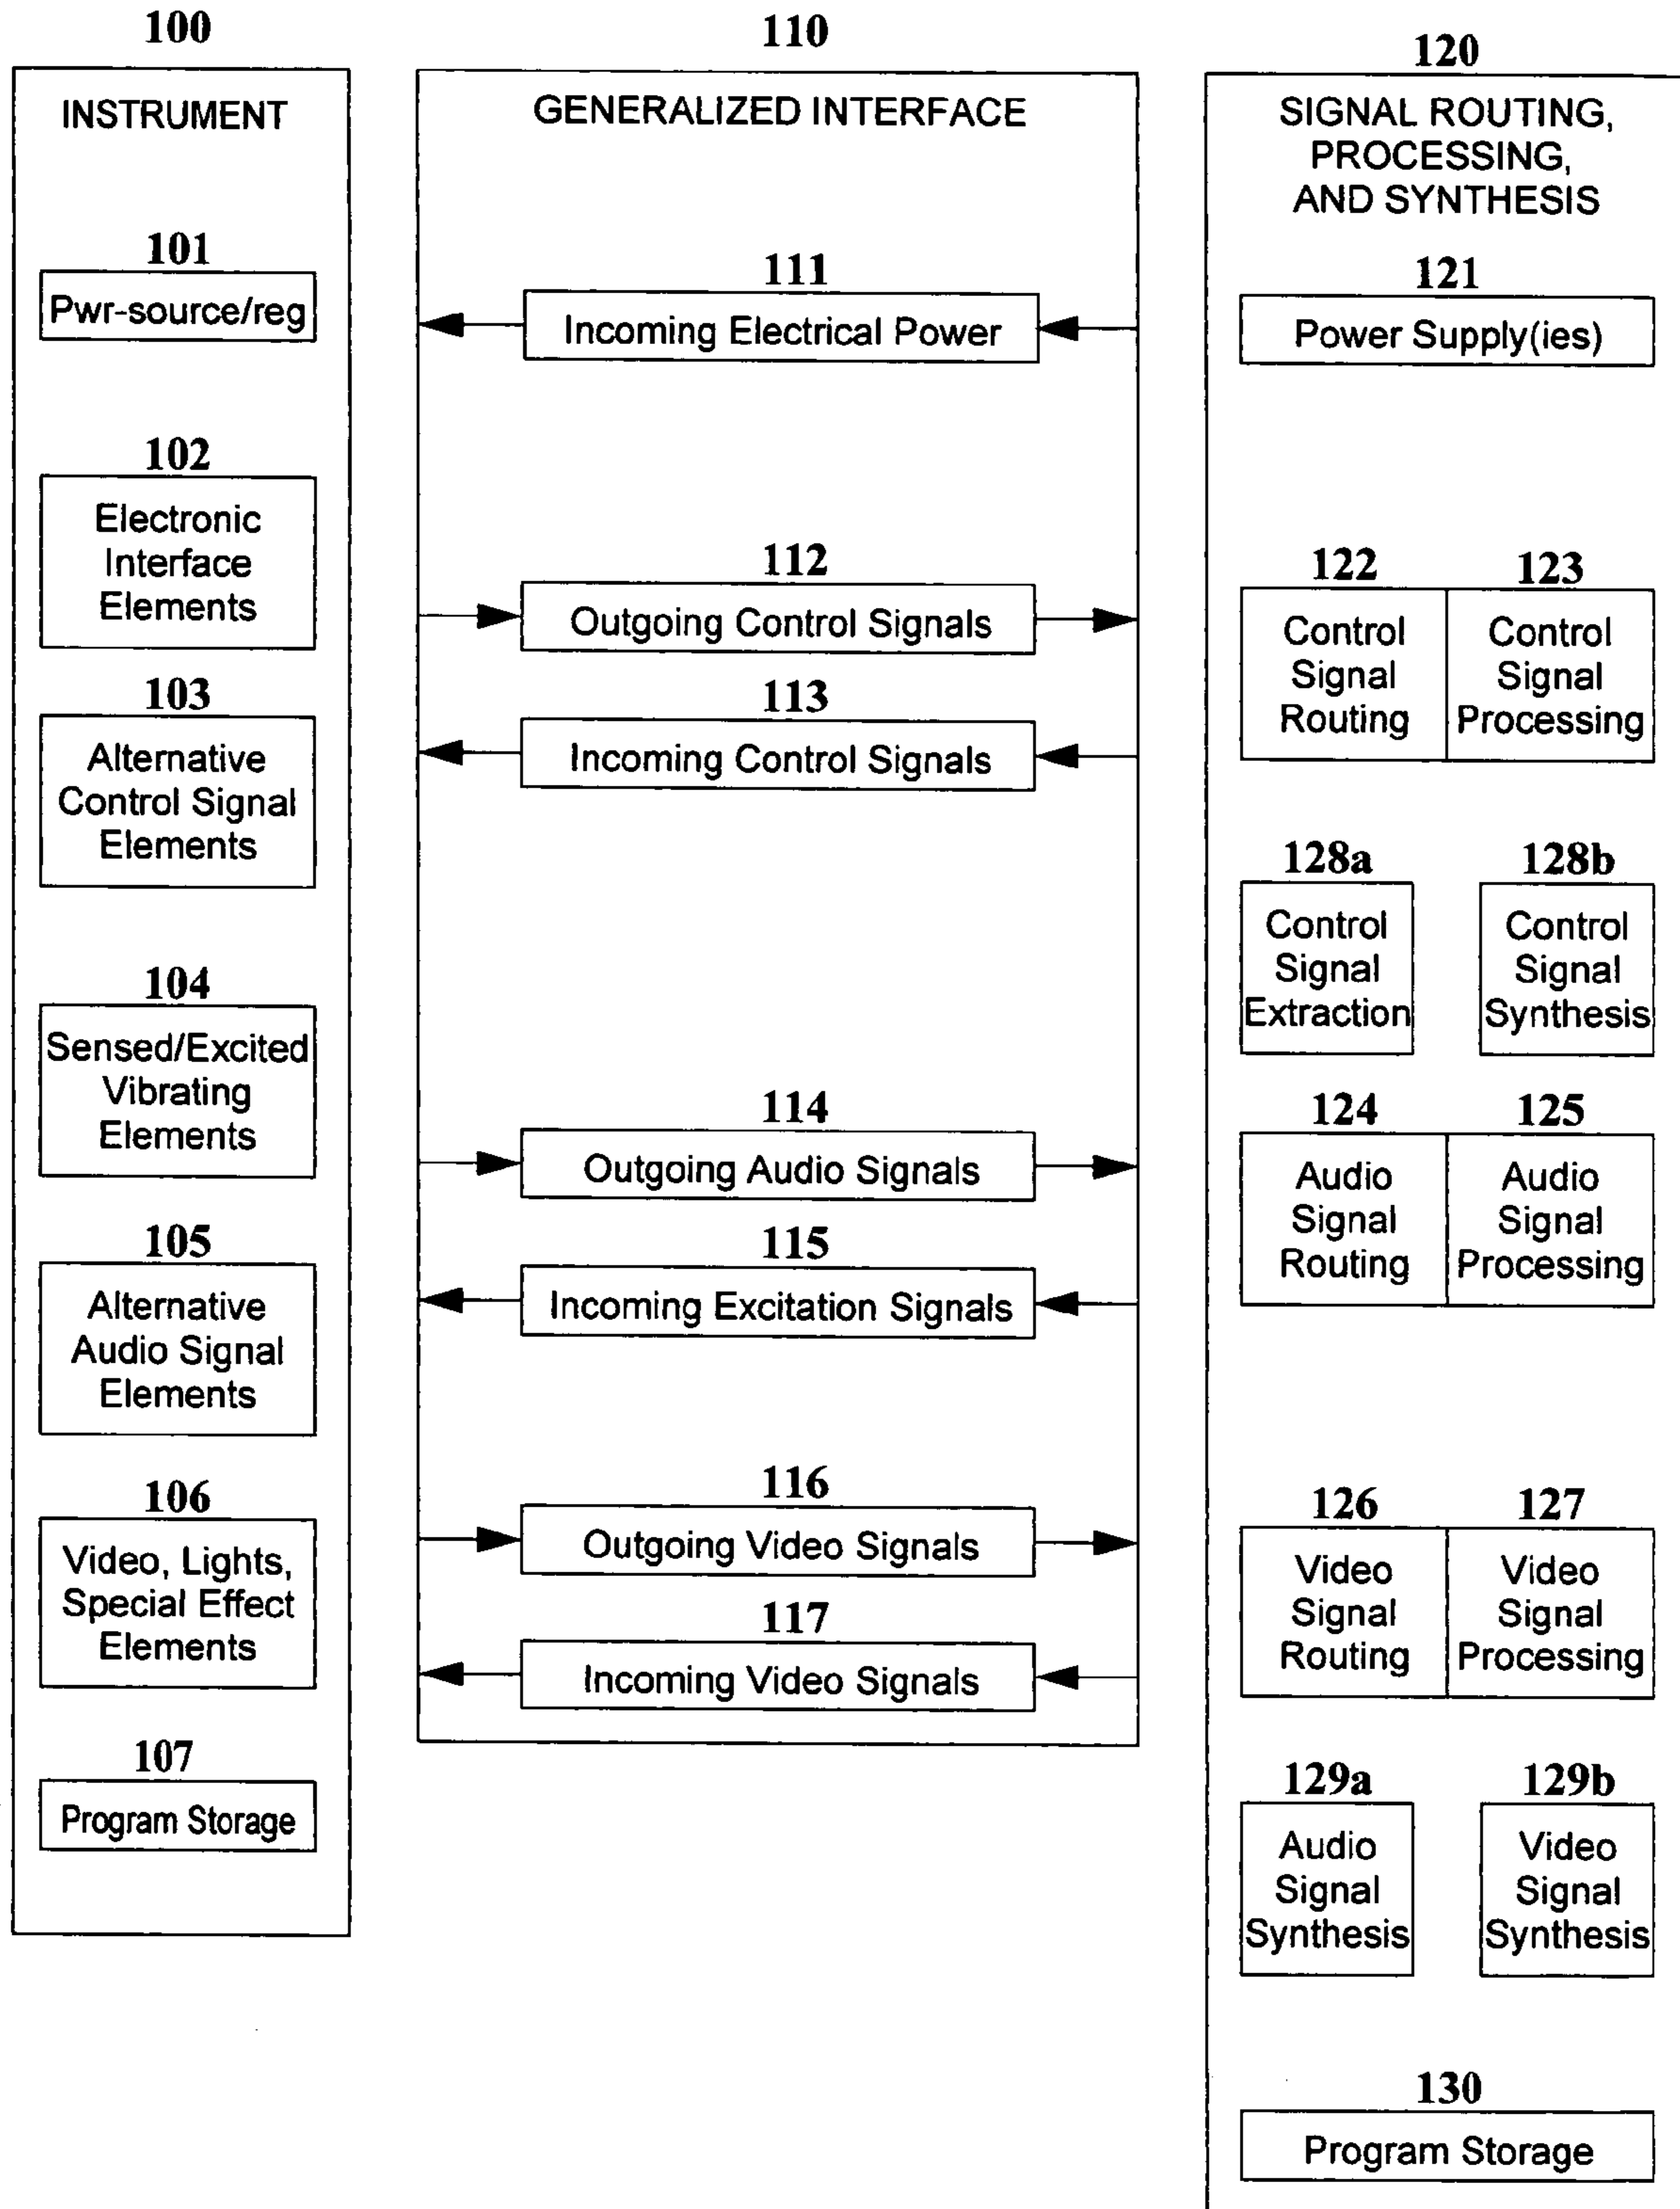 100
INSTRUMENT
101
Pwr-source/reg
102
Electronic
Interface
Elements
103
Alternative
Control Signal
Elements
104
Sensed/Excited
Vibrating
Elements
105
Alternative
Audio Signal
Elements
106
Video, Lights,
Special Effect
Elements
107
Program Storage
110
GENERALIZED INTERFACE
111
Incoming Electrical Power
112
Outgoing Control Signals
113
Incoming Control Signals
114
Outgoing Audio Signals
115
Incoming Excitation Signals
116
Outgoing Video Signals
117
Incoming Video Signals
120
SIGNAL ROUTING,
PROCESSING,
AND SYNTHESIS
121
Power Supply(ies)
122
Control
Signal
Routing
123
Control
Signal
Processing
128a
Control
Signal
Extraction
128b
Control
Signal
Synthesis
124
Audio
Signal
Routing
125
Audio
Signal
Processing
126
Video
Signal
Routing
127
Video
Signal
Processing
129a
Audio
Signal
Synthesis
129b
Video
Signal
Synthesis
130
Program Storage